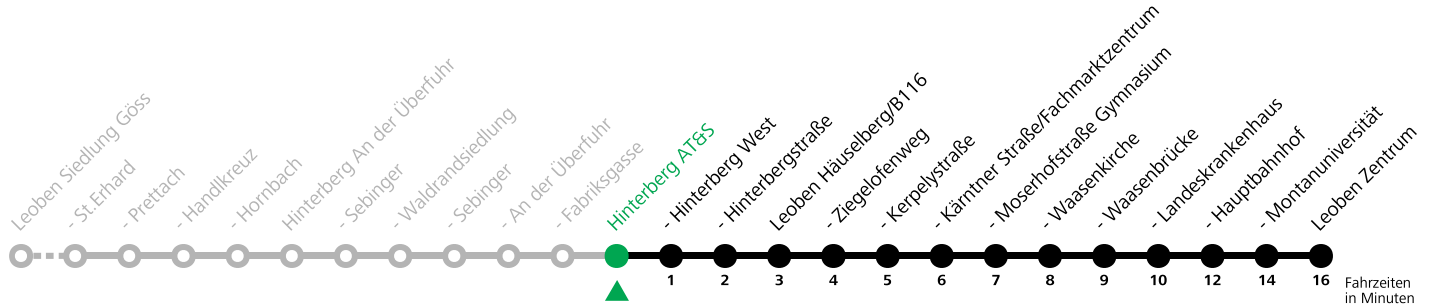 Leoben Siedlung Göss
- St.Erhard
- Prettach
- Handlkreuz
- Hornbach
Hinterberg An der Überfuhr
- Sebinger
- Waldrandsiedlung
- Sebinger
- An der Überfuhr
- Fabriksgasse
Hinterberg AT&S
- Hinterberg West
- Hinterbergstraße
Leoben Häuselberg/B116
- Ziegelofenweg
- Kerpelystraße
- Kärntner Straße/Fachmarktzentrum
- Moserhofstraße Gymnasium
- Waasenkirche
- Waasenbrücke
- Landeskrankenhaus
- Hauptbahnhof
- Montanuniversität
Leoben Zentrum
1 2 3 4 5 6 7 8 9 10 12 14 16
Fahrzeiten
in Minuten